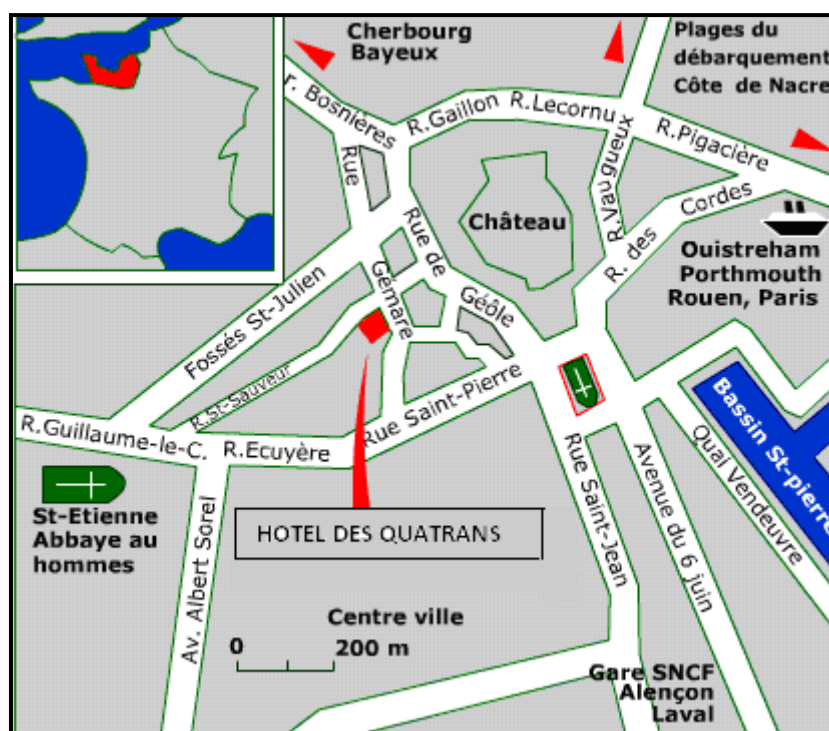 Cherbourg
Bayeux
Plages du
débarquement
Côte de Nacre
r. Bosnières
R.Gaillon
R.Lecornu
R.Vaugueux
R.Pigacière
Rue
Gémare
Rue de
Géôle
Château
R. des
Cordes
Ouistreham
Porthmouth
Rouen, Paris
Fossés St-Julien
R.St-Sauveur
Rue Saint-Pierre
R.Guillaume-le-C.
R.Ecuyère
Bassin St-pierre
Quai Vendeuvre
Avenue du 6 juin
Rue Saint-Jean
St-Etienne
Abbaye au
hommes
Av. Albert Sorel
HOTEL DES QUATRANS
Centre ville
0 200 m
Gare SNCF
Alençon
Laval